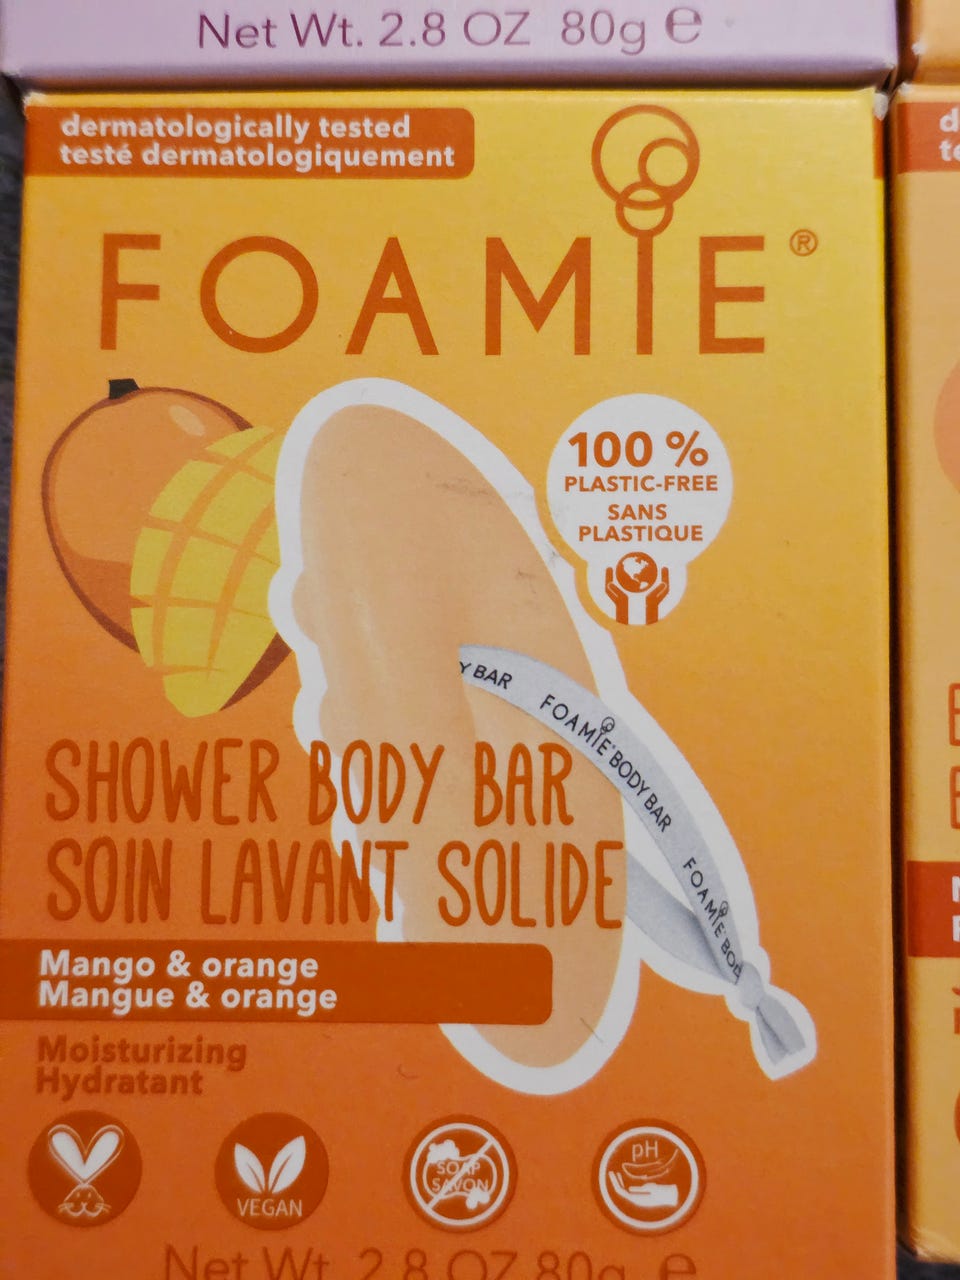 Net Wt. 2.8 OZ 80g e
dermatologically tested
testé dermatologiquement
FOAMIE®
100 %
PLASTIC-FREE
SANS
PLASTIQUE
Y BAR
FOAMIE® BODY BAR
FOAMIE® BOD
SHOWER BODY BAR
SOIN LAVANT SOLIDE
Mango & orange
Mangue & orange
Moisturizing
Hydratant
VEGAN
SOAP
SAVON
pH
Net Wt. 2.8 OZ 80g e